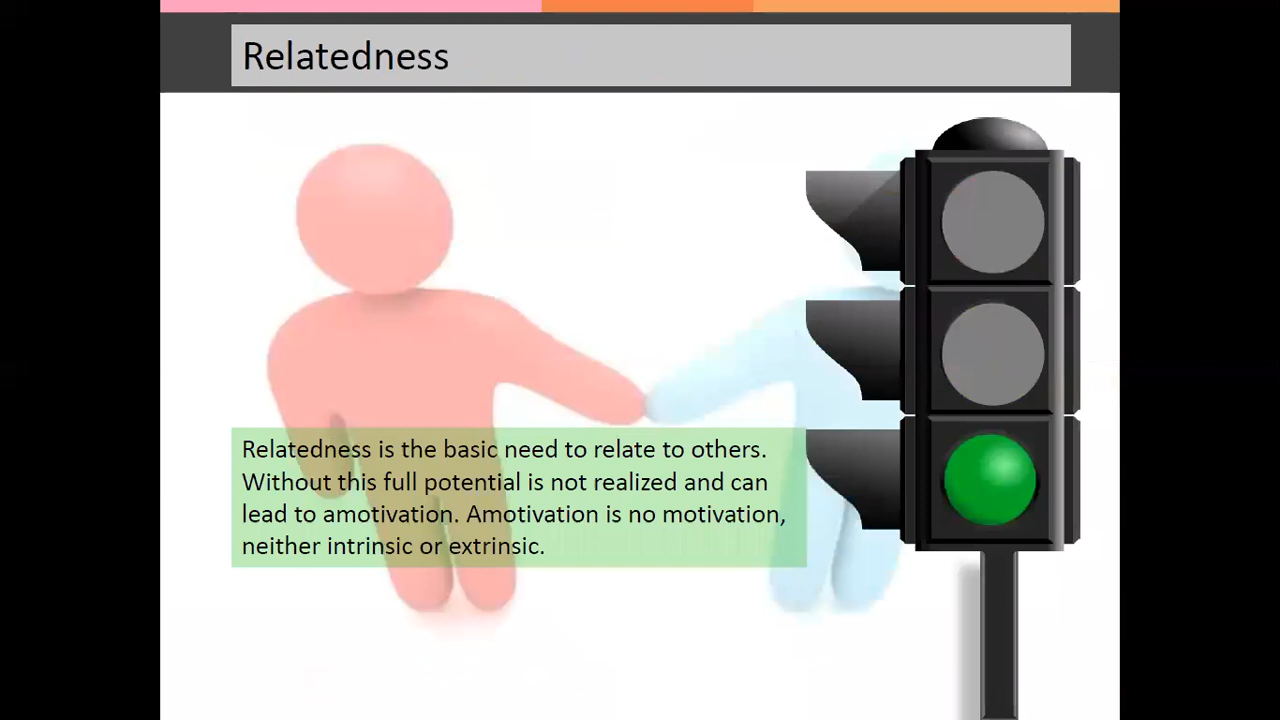 Relatedness
Relatedness is the basic need to relate to others.
Without this full potential is not realized and can
lead to amotivation. Amotivation is no motivation,
neither intrinsic or extrinsic.